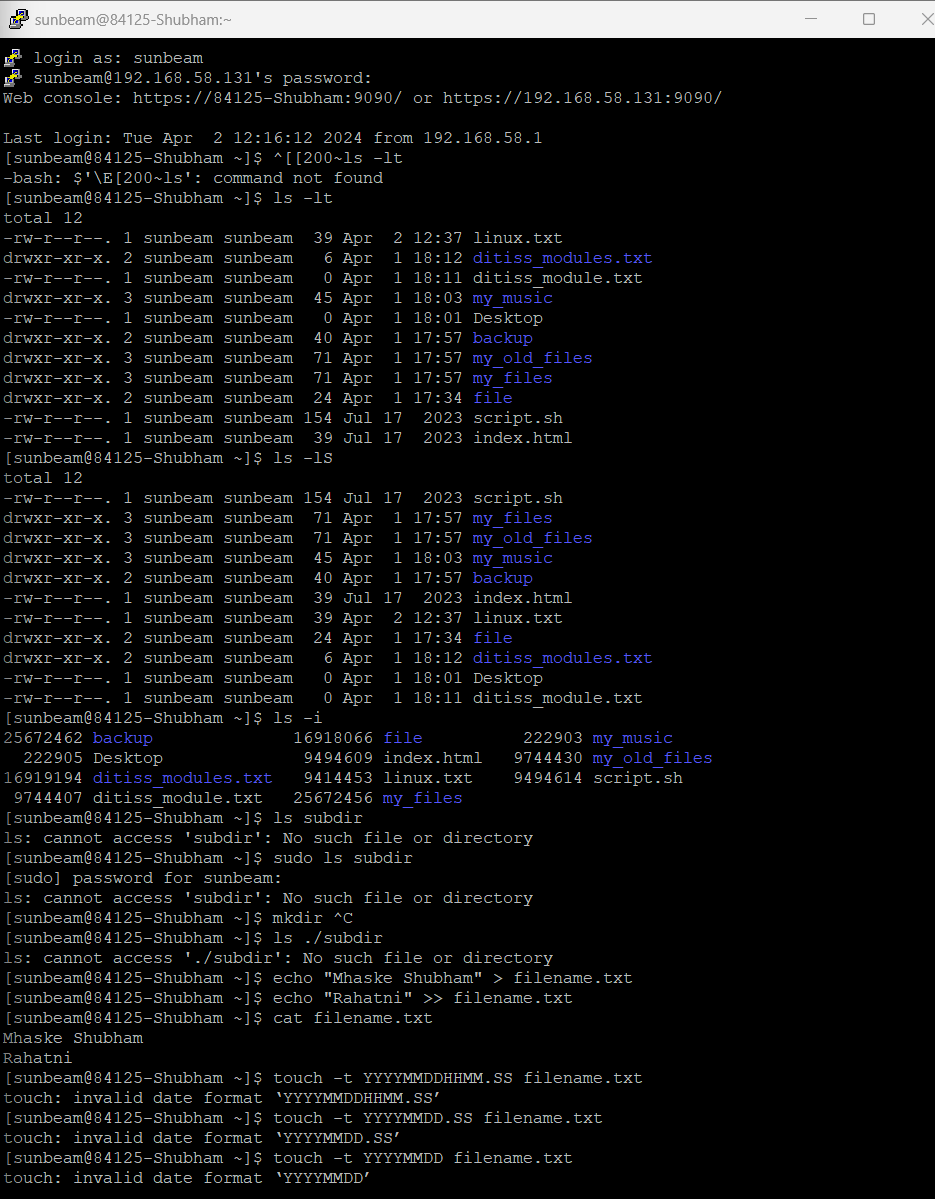 sunbeam@84125-Shubham:~
login as: sunbeam
sunbeam@192.168.58.131's password:
Web console: https://84125-Shubham:9090/ or https://192.168.58.131:9090/
Last login: Tue Apr  2 12:16:12 2024 from 192.168.58.1
[sunbeam@84125-Shubham ~]$ ^[[200~ls -lt
-bash: $'\E[200~ls': command not found
[sunbeam@84125-Shubham ~]$ ls -lt
total 12
-rw-r--r--. 1 sunbeam sunbeam  39 Apr  2 12:37 linux.txt
drwxr-xr-x. 2 sunbeam sunbeam   6 Apr  1 18:12 ditiss_modules.txt
-rw-r--r--. 1 sunbeam sunbeam   0 Apr  1 18:11 ditiss_module.txt
drwxr-xr-x. 3 sunbeam sunbeam  45 Apr  1 18:03 my_music
-rw-r--r--. 1 sunbeam sunbeam   0 Apr  1 18:01 Desktop
drwxr-xr-x. 2 sunbeam sunbeam  40 Apr  1 17:57 backup
drwxr-xr-x. 3 sunbeam sunbeam  71 Apr  1 17:57 my_old_files
drwxr-xr-x. 3 sunbeam sunbeam  71 Apr  1 17:57 my_files
drwxr-xr-x. 2 sunbeam sunbeam  24 Apr  1 17:34 file
-rw-r--r--. 1 sunbeam sunbeam 154 Jul 17  2023 script.sh
-rw-r--r--. 1 sunbeam sunbeam  39 Jul 17  2023 index.html
[sunbeam@84125-Shubham ~]$ ls -lS
total 12
-rw-r--r--. 1 sunbeam sunbeam 154 Jul 17  2023 script.sh
drwxr-xr-x. 3 sunbeam sunbeam  71 Apr  1 17:57 my_files
drwxr-xr-x. 3 sunbeam sunbeam  71 Apr  1 17:57 my_old_files
drwxr-xr-x. 3 sunbeam sunbeam  45 Apr  1 18:03 my_music
drwxr-xr-x. 2 sunbeam sunbeam  40 Apr  1 17:57 backup
-rw-r--r--. 1 sunbeam sunbeam  39 Jul 17  2023 index.html
-rw-r--r--. 1 sunbeam sunbeam  39 Apr  2 12:37 linux.txt
drwxr-xr-x. 2 sunbeam sunbeam  24 Apr  1 17:34 file
drwxr-xr-x. 2 sunbeam sunbeam   6 Apr  1 18:12 ditiss_modules.txt
-rw-r--r--. 1 sunbeam sunbeam   0 Apr  1 18:01 Desktop
-rw-r--r--. 1 sunbeam sunbeam   0 Apr  1 18:11 ditiss_module.txt
[sunbeam@84125-Shubham ~]$ ls -i
25672462 backup              16918066 file          222903 my_music
  222905 Desktop              9494609 index.html   9744430 my_old_files
16919194 ditiss_modules.txt   9414453 linux.txt    9494614 script.sh
 9744407 ditiss_module.txt   25672456 my_files
[sunbeam@84125-Shubham ~]$ ls subdir
ls: cannot access 'subdir': No such file or directory
[sunbeam@84125-Shubham ~]$ sudo ls subdir
[sudo] password for sunbeam:
ls: cannot access 'subdir': No such file or directory
[sunbeam@84125-Shubham ~]$ mkdir ^C
[sunbeam@84125-Shubham ~]$ ls ./subdir
ls: cannot access './subdir': No such file or directory
[sunbeam@84125-Shubham ~]$ echo "Mhaske Shubham" > filename.txt
[sunbeam@84125-Shubham ~]$ echo "Rahatni" >> filename.txt
[sunbeam@84125-Shubham ~]$ cat filename.txt
Mhaske Shubham
Rahatni
[sunbeam@84125-Shubham ~]$ touch -t YYYYMMDDHHMM.SS filename.txt
touch: invalid date format ‘YYYYMMDDHHMM.SS’
[sunbeam@84125-Shubham ~]$ touch -t YYYYMMDD.SS filename.txt
touch: invalid date format ‘YYYYMMDD.SS’
[sunbeam@84125-Shubham ~]$ touch -t YYYYMMDD filename.txt
touch: invalid date format ‘YYYYMMDD’